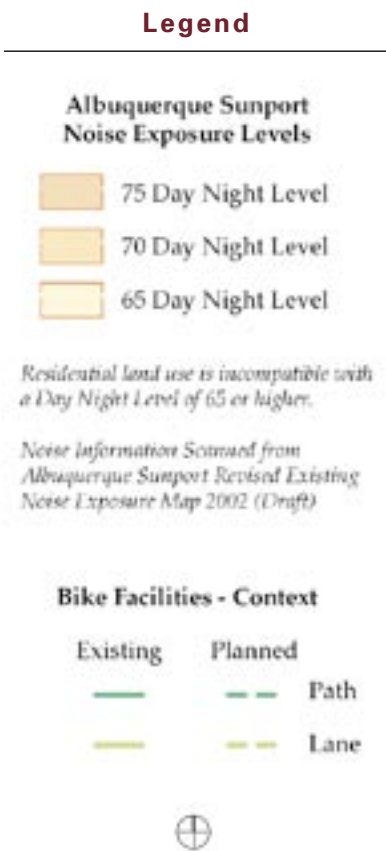 Legend
Albuquerque Sunport
Noise Exposure Levels
75 Day Night Level
70 Day Night Level
65 Day Night Level
Residential land use is incompatible with
a Day Night Level of 65 or higher.
Noise Information Scanned from
Albuquerque Sunport Revised Existing
Noise Exposure Map 2002 (Draft)
Bike Facilities - Context
Existing Planned
Path
Lane